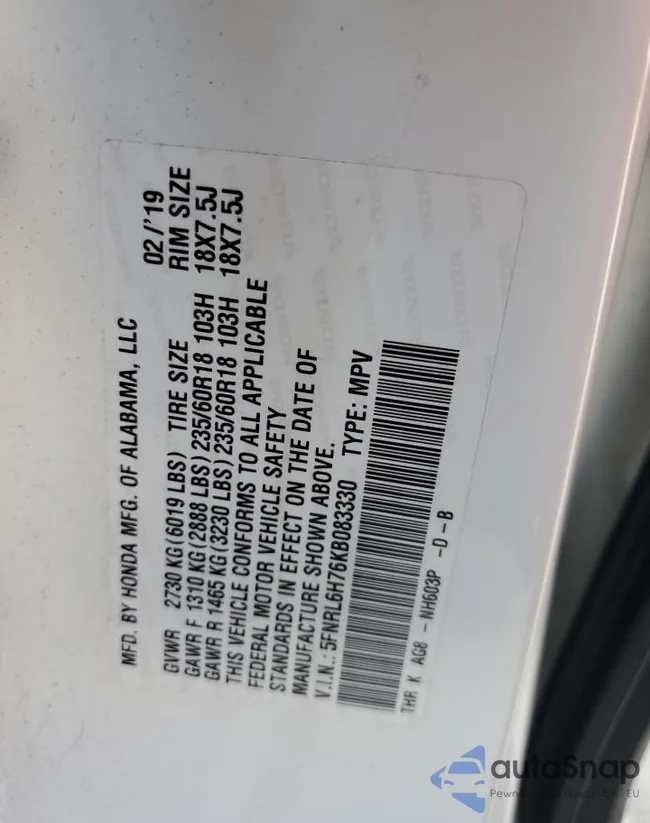 MFD. BY HONDA MFG. OF ALABAMA, LLC 02/'19
GVWR 2730 KG(6019 LBS) TIRE SIZE RIM SIZE
GAWR F 1310 KG(2888 LBS)235/60R18 103H 18X7.5J
GAWR R 1465 KG(3230 LBS)235/60R18 103H 18X7.5J
THIS VEHICLE CONFORMS TO ALL APPLICABLE
FEDERAL MOTOR VEHICLE SAFETY
STANDARDS IN EFFECT ON THE DATE OF
MANUFACTURE SHOWN ABOVE.
V.I.N.: 5FNRL6H76KB083330 TYPE: MPV
THR K AG8 -NH603P -D-B
autoSnap